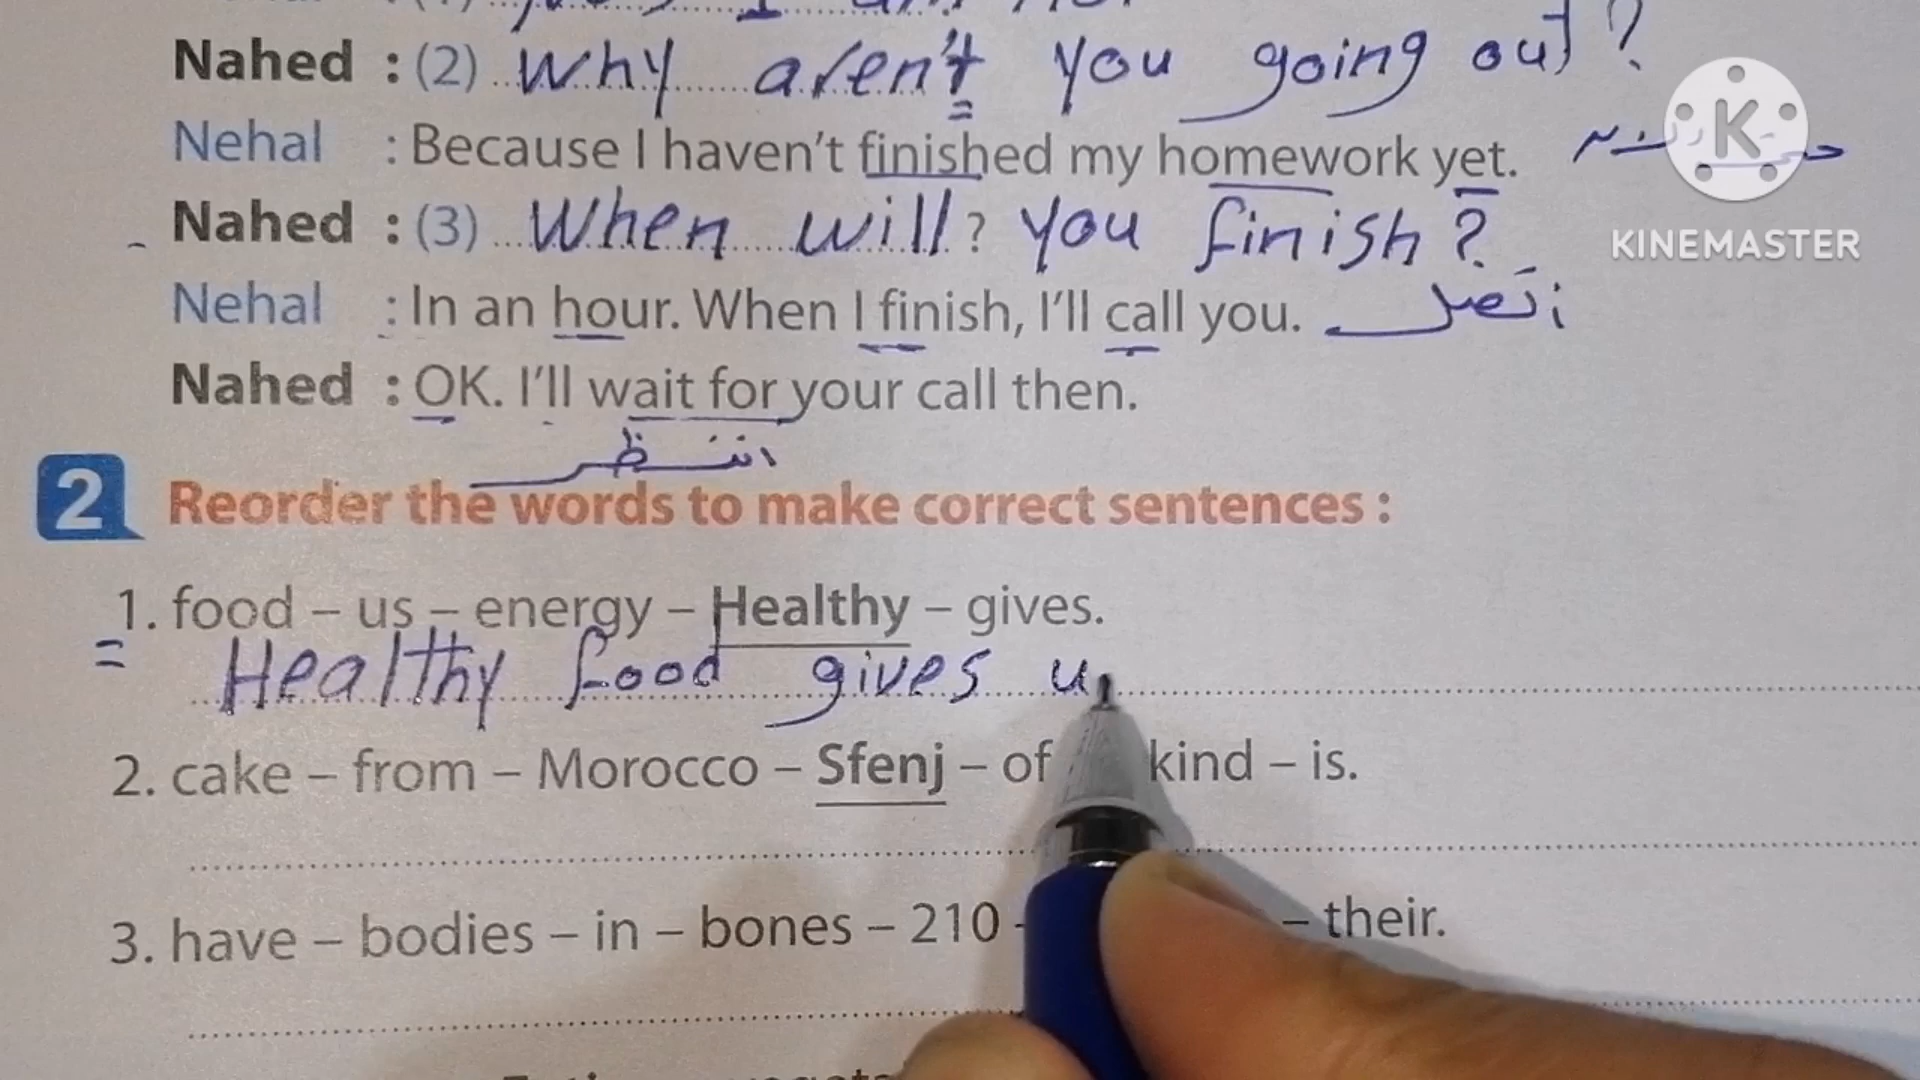 Nahed : (2) Why aren't you going out?
Nehal : Because I haven't finished my homework yet.
KINEMASTER
Nahed : (3) When will? you finish?
Nehal : In an hour. When I finish, I'll call you. اتصل
Nahed : OK. I'll wait for your call then.
انتظر
2 Reorder the words to make correct sentences :
1. food – us – energy – Healthy – gives.
= Healthy food gives u
2. cake – from – Morocco – Sfenj – of kind – is.
3. have – bodies – in – bones – 210 – – their.